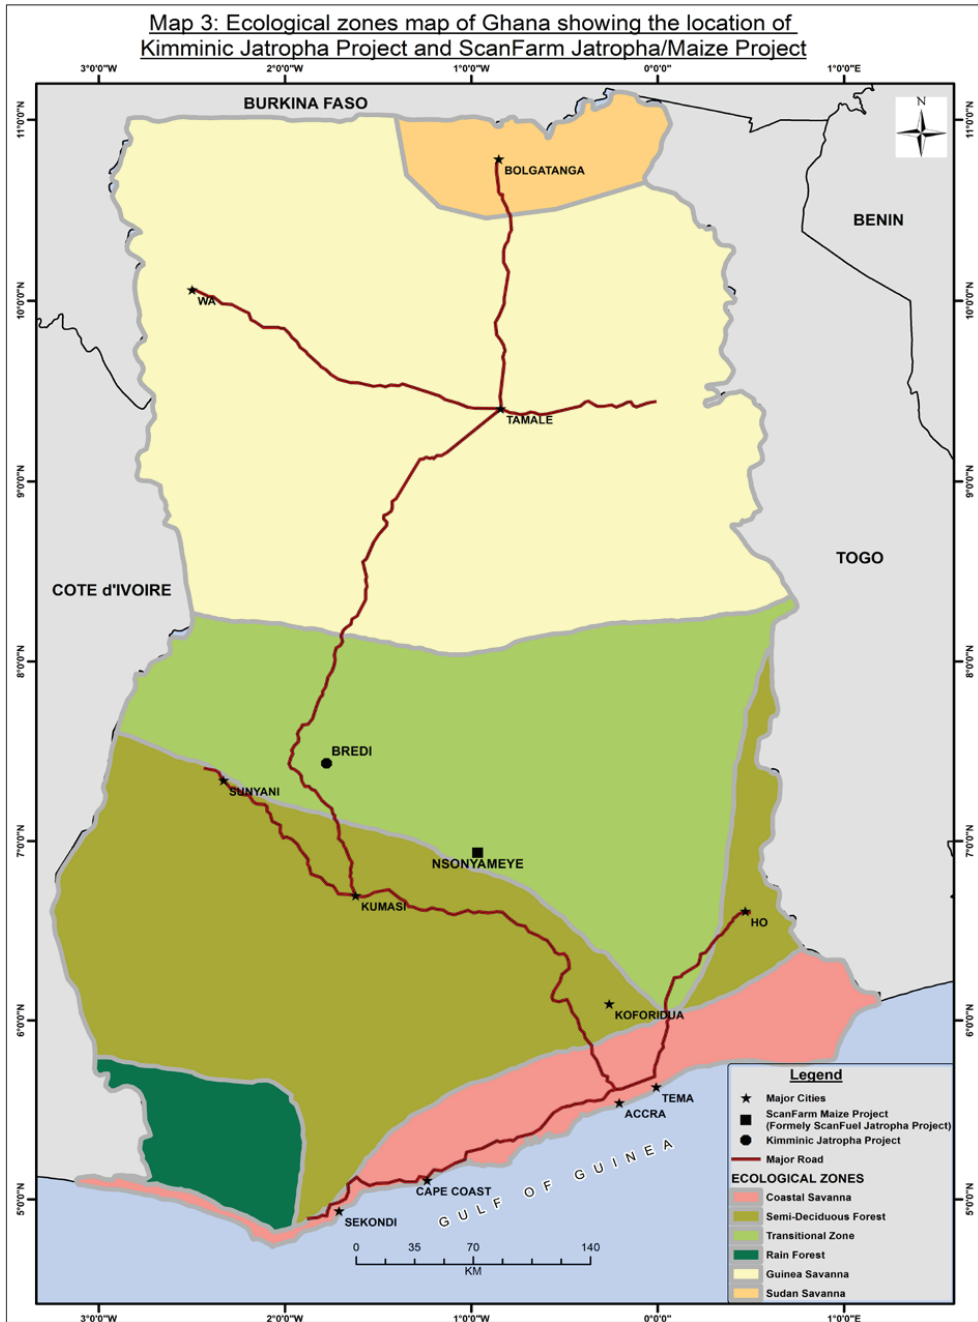 Map 3: Ecological zones map of Ghana showing the location of
Kimminic Jatropha Project and ScanFarm Jatropha/Maize Project
3°0'0"W 2°0'0"W 1°0'0"W 0°0'0" 1°0'0"E
BURKINA FASO
11°0'0"N 11°0'0"N
N
BOLGATANGA
BENIN
WA
10°0'0"N 10°0'0"N
TAMALE
9°0'0"N 9°0'0"N
TOGO
COTE d'IVOIRE
8°0'0"N 8°0'0"N
BREDI
SUNYANI
7°0'0"N 7°0'0"N
NSONYAMEYE
KUMASI
HO
KOFORIDUA
6°0'0"N 6°0'0"N
TEMA
ACCRA
CAPE COAST
SEKONDI
GULF OF GUINEA
5°0'0"N 5°0'0"N
0 35 70 140
KM
Legend
Major Cities
ScanFarm Maize Project
(Formely ScanFuel Jatropha Project)
Kimminic Jatropha Project
Major Road
ECOLOGICAL ZONES
Coastal Savanna
Semi-Deciduous Forest
Transitional Zone
Rain Forest
Guinea Savanna
Sudan Savanna
3°0'0"W 2°0'0"W 1°0'0"W 0°0'0" 1°0'0"E